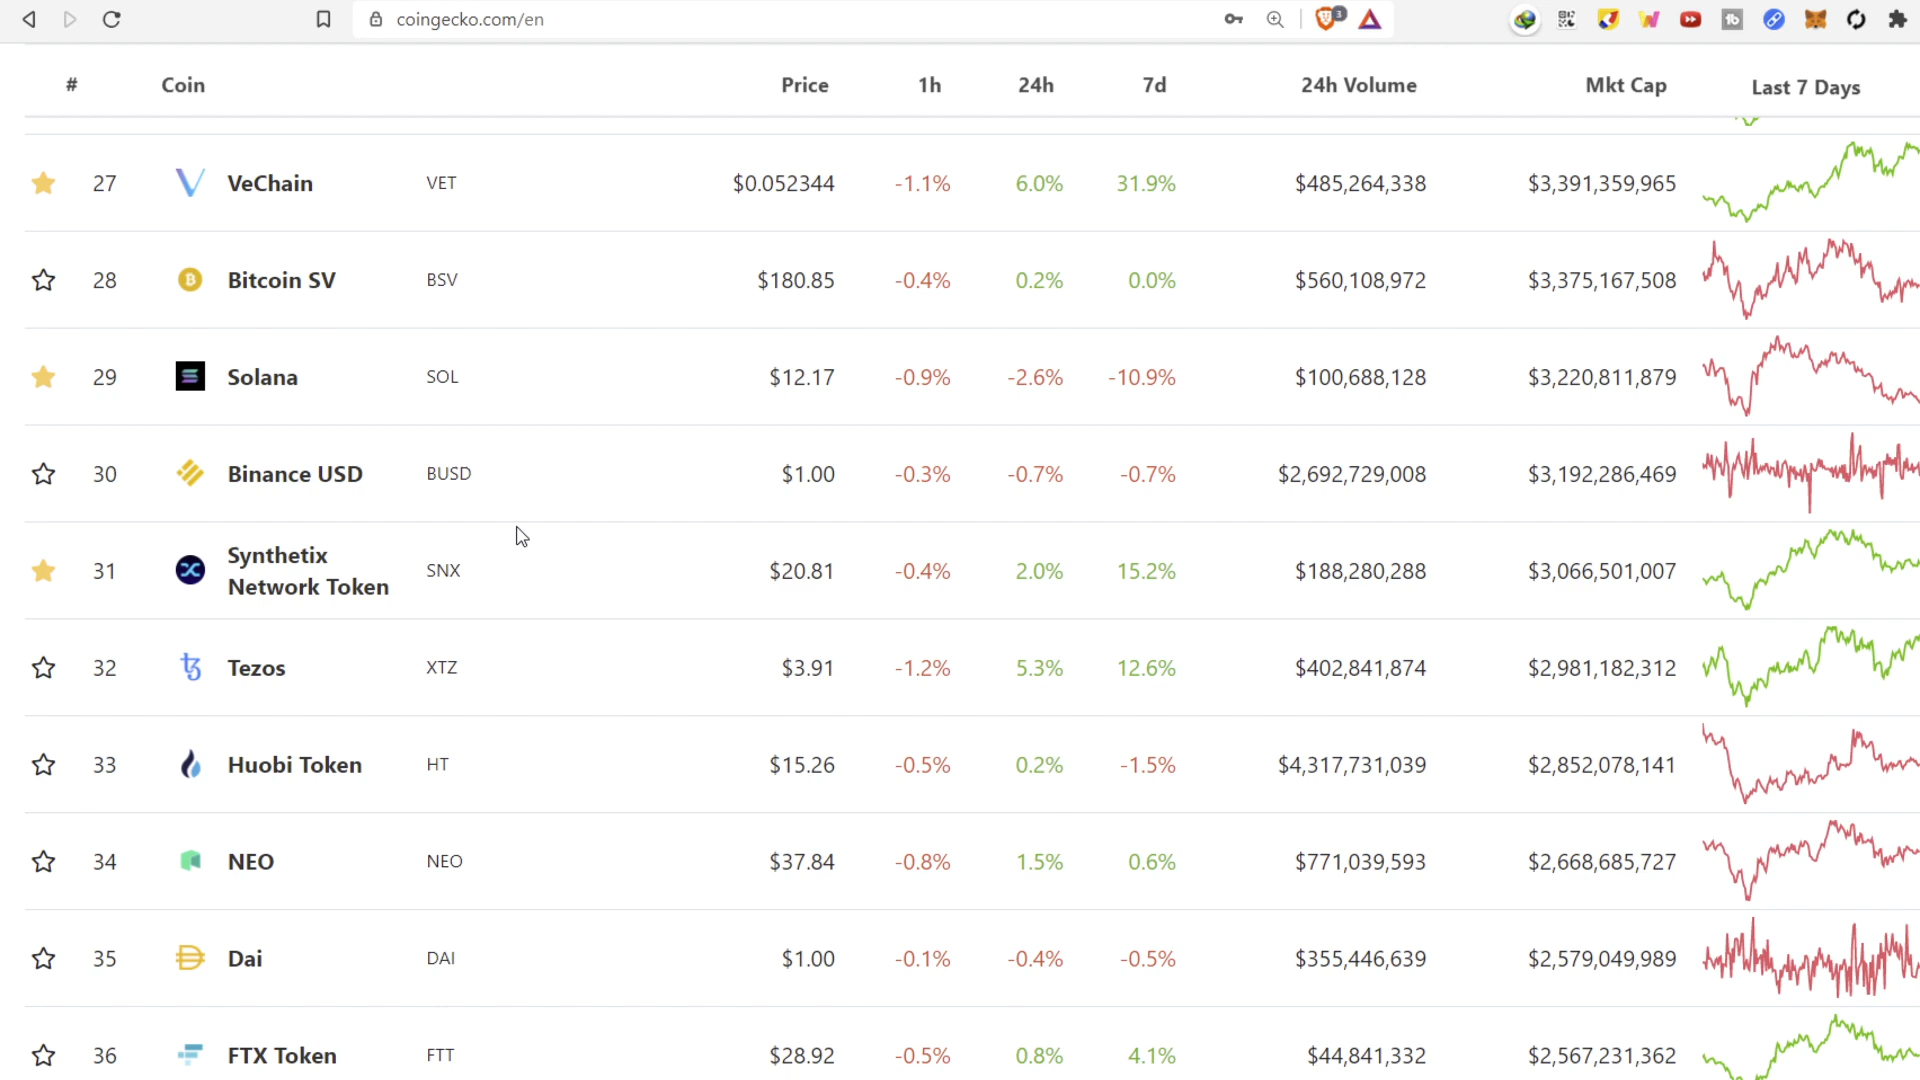 coingecko.com/en
3
# Coin Price 1h 24h 7d 24h Volume Mkt Cap Last 7 Days
27 VeChain VET $0.052344 -1.1% 6.0% 31.9% $485,264,338 $3,391,359,965
28 Bitcoin SV BSV $180.85 -0.4% 0.2% 0.0% $560,108,972 $3,375,167,508
29 Solana SOL $12.17 -0.9% -2.6% -10.9% $100,688,128 $3,220,811,879
30 Binance USD BUSD $1.00 -0.3% -0.7% -0.7% $2,692,729,008 $3,192,286,469
31 Synthetix
Network Token SNX $20.81 -0.4% 2.0% 15.2% $188,280,288 $3,066,501,007
32 Tezos XTZ $3.91 -1.2% 5.3% 12.6% $402,841,874 $2,981,182,312
33 Huobi Token HT $15.26 -0.5% 0.2% -1.5% $4,317,731,039 $2,852,078,141
34 NEO NEO $37.84 -0.8% 1.5% 0.6% $771,039,593 $2,668,685,727
35 Dai DAI $1.00 -0.1% -0.4% -0.5% $355,446,639 $2,579,049,989
36 FTX Token FTT $28.92 -0.5% 0.8% 4.1% $44,841,332 $2,567,231,362